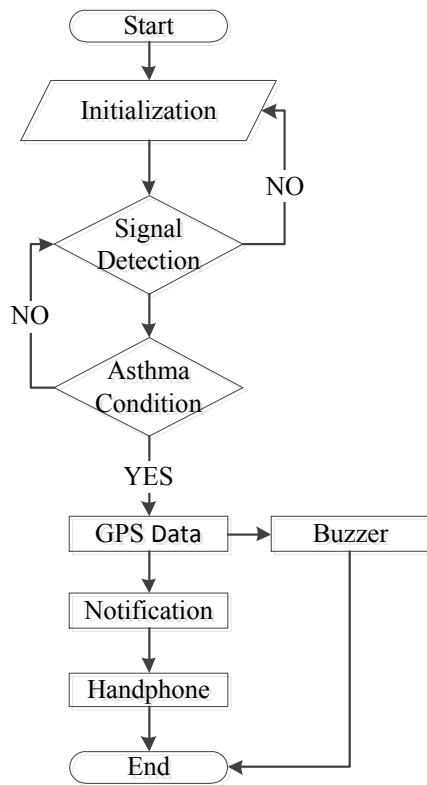 Start
Initialization
NO
Signal
Detection
NO
Asthma
Condition
YES
GPS Data
Buzzer
Notification
Handphone
End